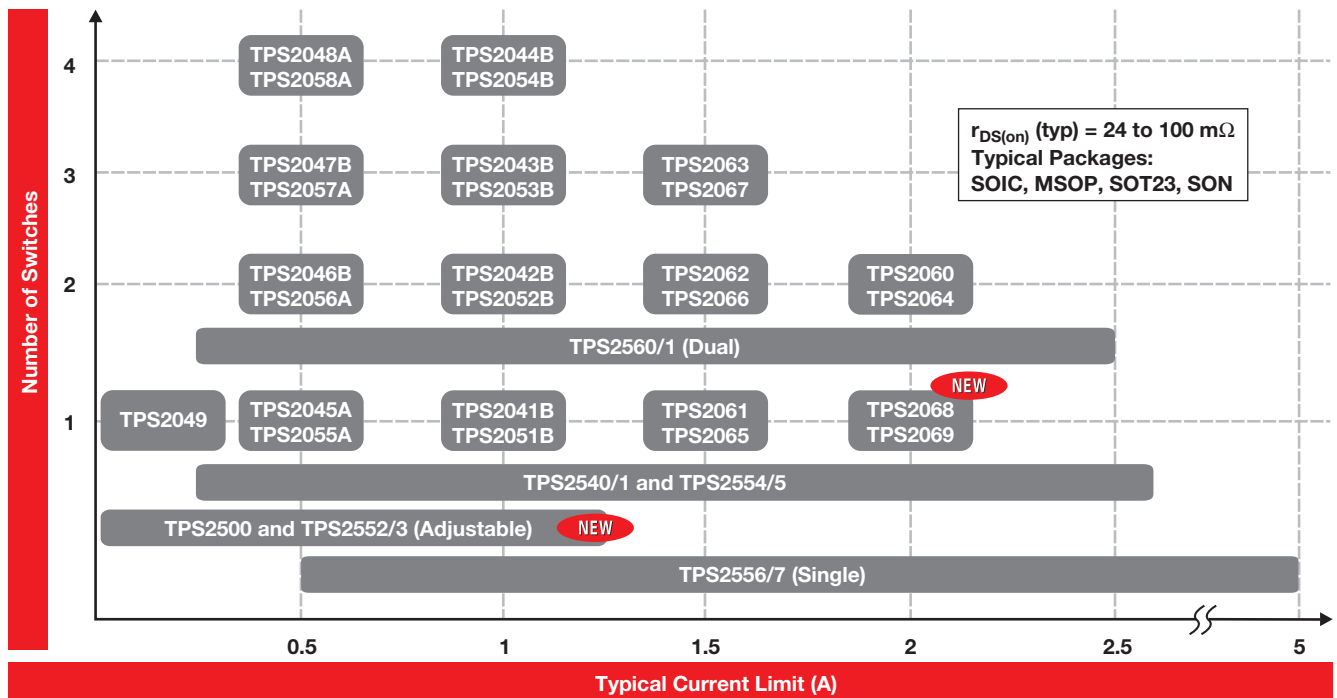 Number of Switches
4
TPS2048A
TPS2058A
TPS2044B
TPS2054B
rDS(on) (typ) = 24 to 100 mΩ
Typical Packages:
SOIC, MSOP, SOT23, SON
3
TPS2047B
TPS2057A
TPS2043B
TPS2053B
TPS2063
TPS2067
2
TPS2046B
TPS2056A
TPS2042B
TPS2052B
TPS2062
TPS2066
TPS2060
TPS2064
TPS2560/1 (Dual)
NEW
1
TPS2049
TPS2045A
TPS2055A
TPS2041B
TPS2051B
TPS2061
TPS2065
TPS2068
TPS2069
TPS2540/1 and TPS2554/5
TPS2500 and TPS2552/3 (Adjustable)
NEW
TPS2556/7 (Single)
0.5
1
1.5
2
2.5
5
Typical Current Limit (A)